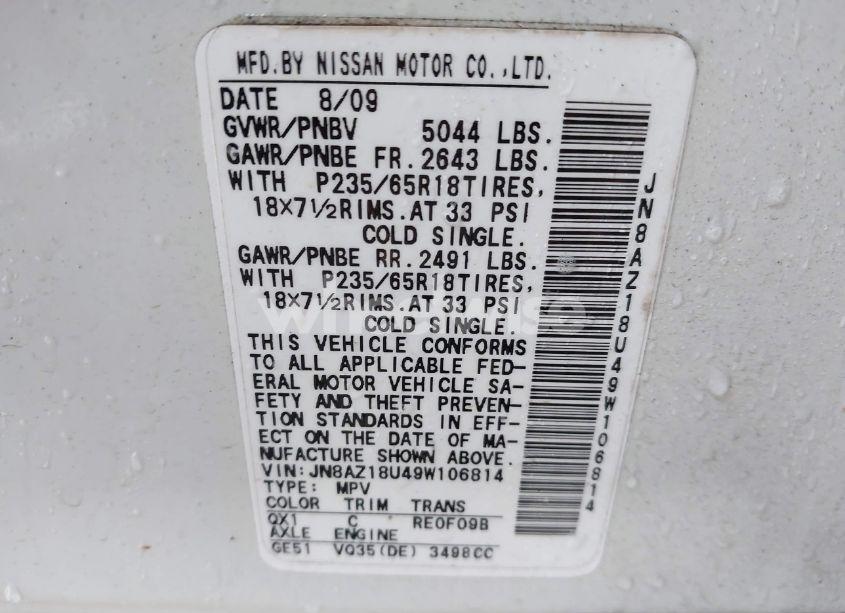 MFD.BY NISSAN MOTOR CO.,LTD.
DATE 8/09
GVWR/PNBV 5044 LBS.
GAWR/PNBE FR.2643 LBS.
WITH P235/65R18TIRES,
18X7½RIMS.AT 33 PSI
COLD SINGLE.
GAWR/PNBE RR.2491 LBS.
WITH P235/65R18TIRES,
18X7½RIMS.AT 33 PSI
COLD SINGLE.
THIS VEHICLE CONFORMS
TO ALL APPLICABLE FED-
ERAL MOTOR VEHICLE SA-
FETY AND THEFT PREVEN-
TION STANDARDS IN EFF-
ECT ON THE DATE OF MA-
NUFACTURE SHOWN ABOVE.
VIN:JN8AZ18U49W106814
TYPE: MPV
COLOR TRIM TRANS
QX1 C RE0F09B
AXLE ENGINE
GE51 VQ35(DE) 3498CC
JN8AZ18U49W106814